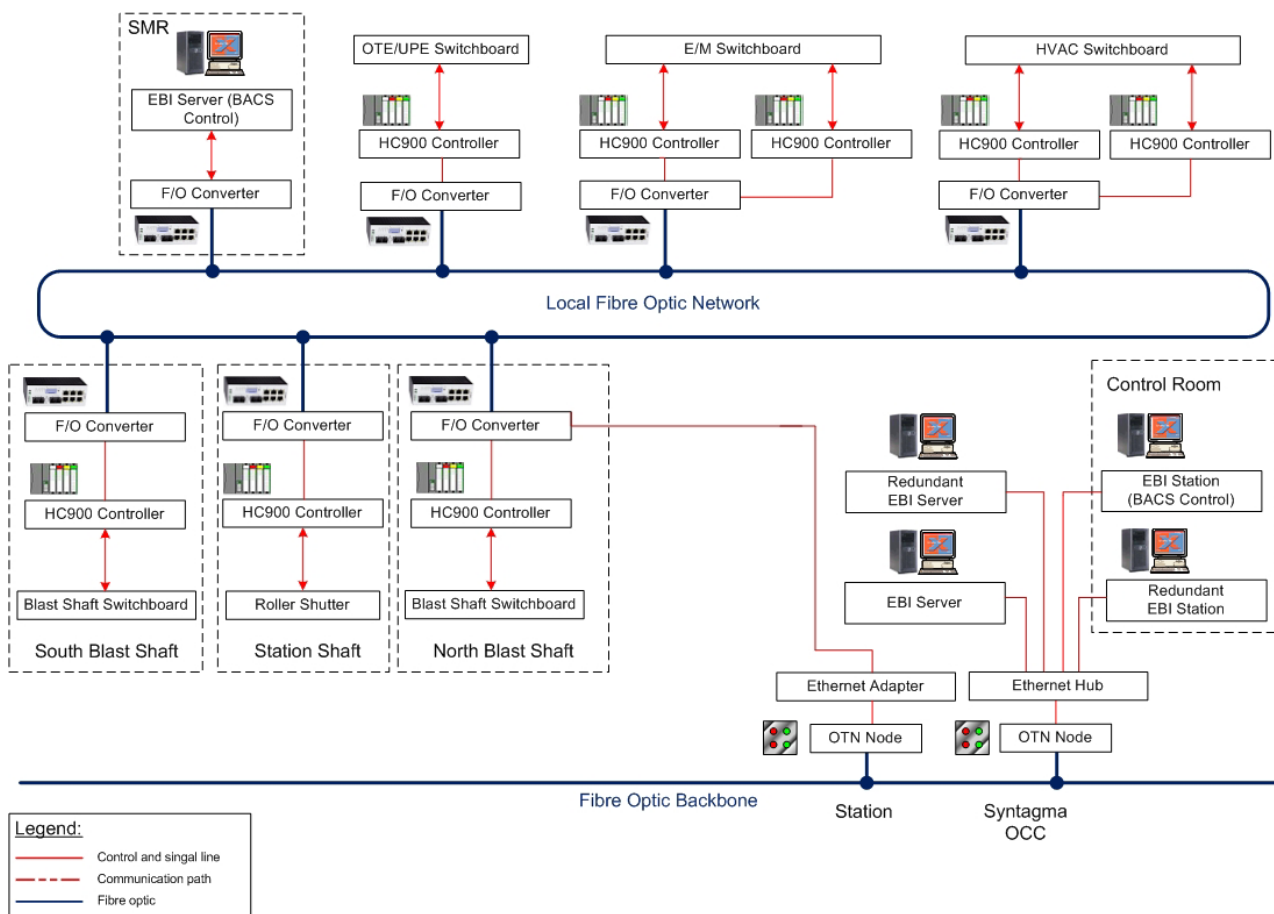 SMR
EBI Server (BACS
Control)
F/O Converter
OTE/UPE Switchboard
HC900 Controller
F/O Converter
E/M Switchboard
HC900 Controller
HC900 Controller
F/O Converter
HVAC Switchboard
HC900 Controller
HC900 Controller
F/O Converter
Local Fibre Optic Network
F/O Converter
HC900 Controller
Blast Shaft Switchboard
South Blast Shaft
F/O Converter
HC900 Controller
Roller Shutter
Station Shaft
F/O Converter
HC900 Controller
Blast Shaft Switchboard
North Blast Shaft
Redundant
EBI Server
EBI Server
Control Room
EBI Station
(BACS Control)
Redundant
EBI Station
Ethernet Adapter
Ethernet Hub
OTN Node
OTN Node
Fibre Optic Backbone
Station
Syntagma
OCC
Legend:
Control and singal line
Communication path
Fibre optic